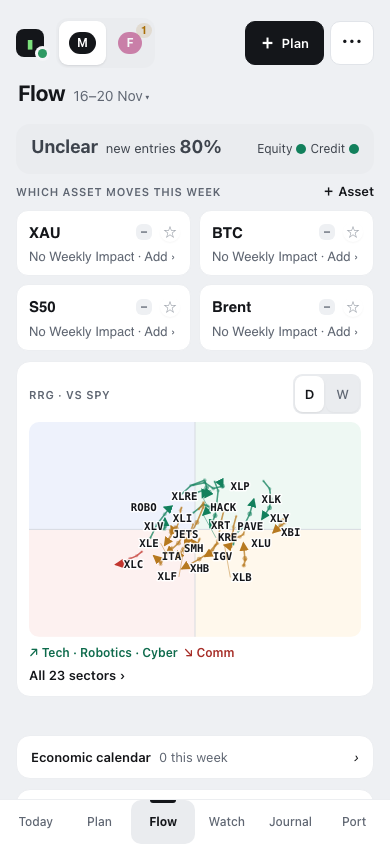 M F 1 + Plan ...
Flow 16–20 Nov ▾
Unclear new entries 80% Equity Credit
WHICH ASSET MOVES THIS WEEK + Asset
XAU – ☆ BTC – ☆
No Weekly Impact · Add › No Weekly Impact · Add ›
S50 – ☆ Brent – ☆
No Weekly Impact · Add › No Weekly Impact · Add ›
RRG · VS SPY D W
XLRE XLP
ROBO HACK XLK
XLV XLI XRT PAVE XLY
XLE JETS KRE XLU XBI
ITA SMH IGV
XLC XLF XHB XLB
↗ Tech · Robotics · Cyber ↘ Comm
All 23 sectors ›
Economic calendar 0 this week ›
Today Plan Flow Watch Journal Port